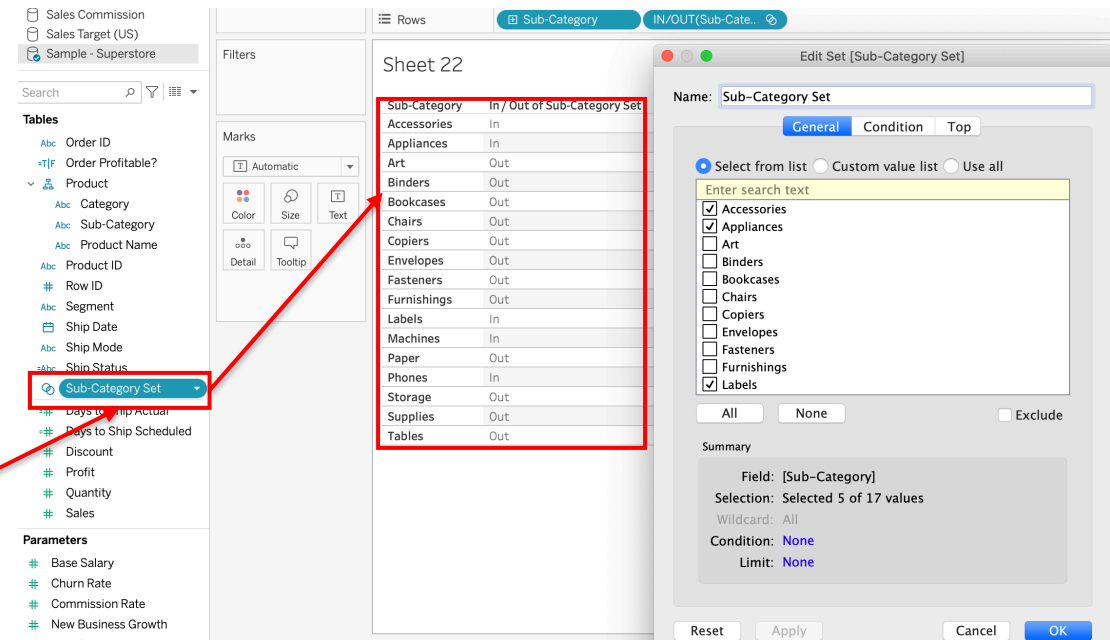 Sales Commission
Sales Target (US)
Sample - Superstore
Search
Tables
Abc Order ID
=T|F Order Profitable?
Product
Abc Category
Abc Sub-Category
Abc Product Name
Abc Product ID
# Row ID
Abc Segment
Ship Date
Abc Ship Mode
=Abc Ship Status
Sub-Category Set
=# Days to Ship Actual
=# Days to Ship Scheduled
# Discount
# Profit
# Quantity
# Sales
Parameters
# Base Salary
# Churn Rate
# Commission Rate
# New Business Growth
Filters
Marks
T Automatic
Color Size Text
Detail Tooltip
Rows Sub-Category IN/OUT(Sub-Cate..
Sheet 22
Sub-Category In / Out of Sub-Category Set
Accessories In
Appliances In
Art Out
Binders Out
Bookcases Out
Chairs Out
Copiers Out
Envelopes Out
Fasteners Out
Furnishings Out
Labels In
Machines In
Paper Out
Phones In
Storage Out
Supplies Out
Tables Out
Edit Set [Sub-Category Set]
Name: Sub-Category Set
General Condition Top
Select from list Custom value list Use all
Enter search text
Accessories
Appliances
Art
Binders
Bookcases
Chairs
Copiers
Envelopes
Fasteners
Furnishings
Labels
All None Exclude
Summary
Field: [Sub-Category]
Selection: Selected 5 of 17 values
Wildcard: All
Condition: None
Limit: None
Reset Apply Cancel OK